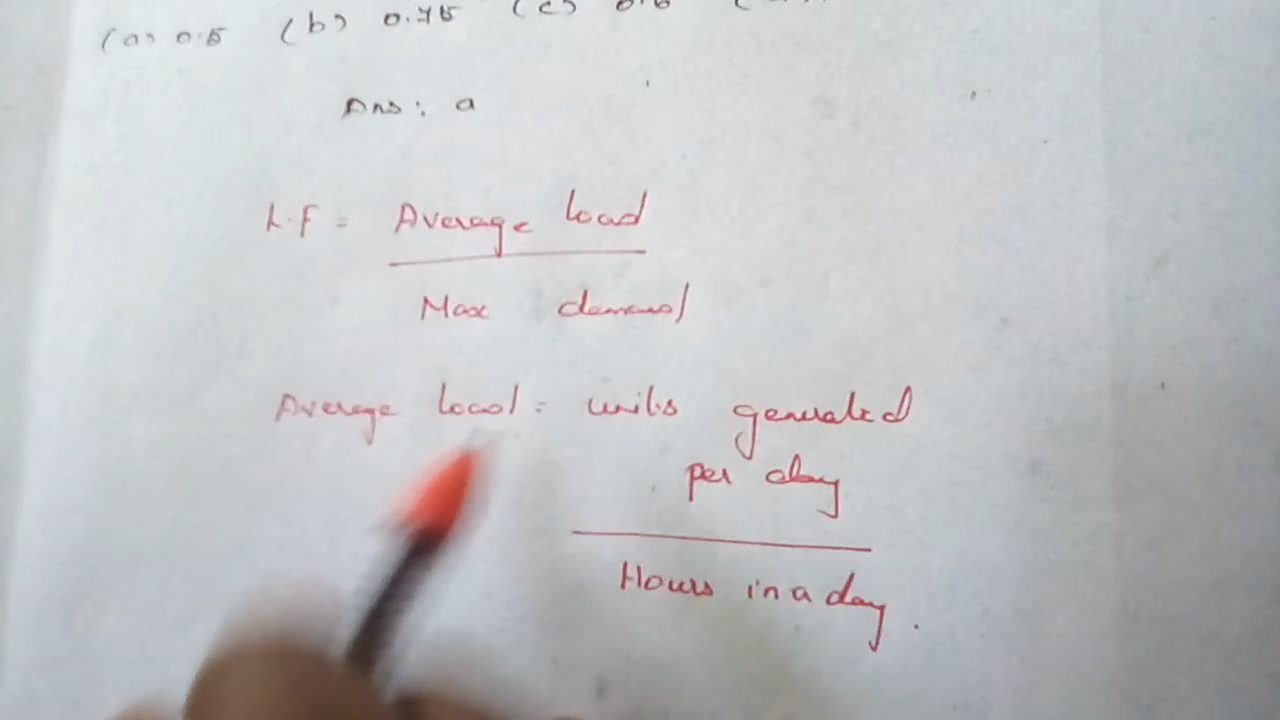 (a) 0.5 (b) 0.75 (c)
Ans: a
L.F = Average load
Max demand
Average load = units generated
per day
Hours in a day.